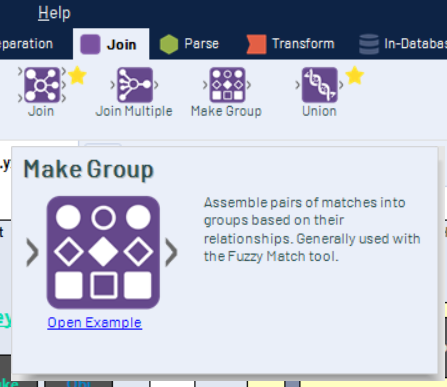 Help
eparation Join Parse Transform In-Databas
Join Join Multiple Make Group Union
.y
Make Group
Assemble pairs of matches into
groups based on their
relationships. Generally used with
the Fuzzy Match tool.
t
Open Example
ey